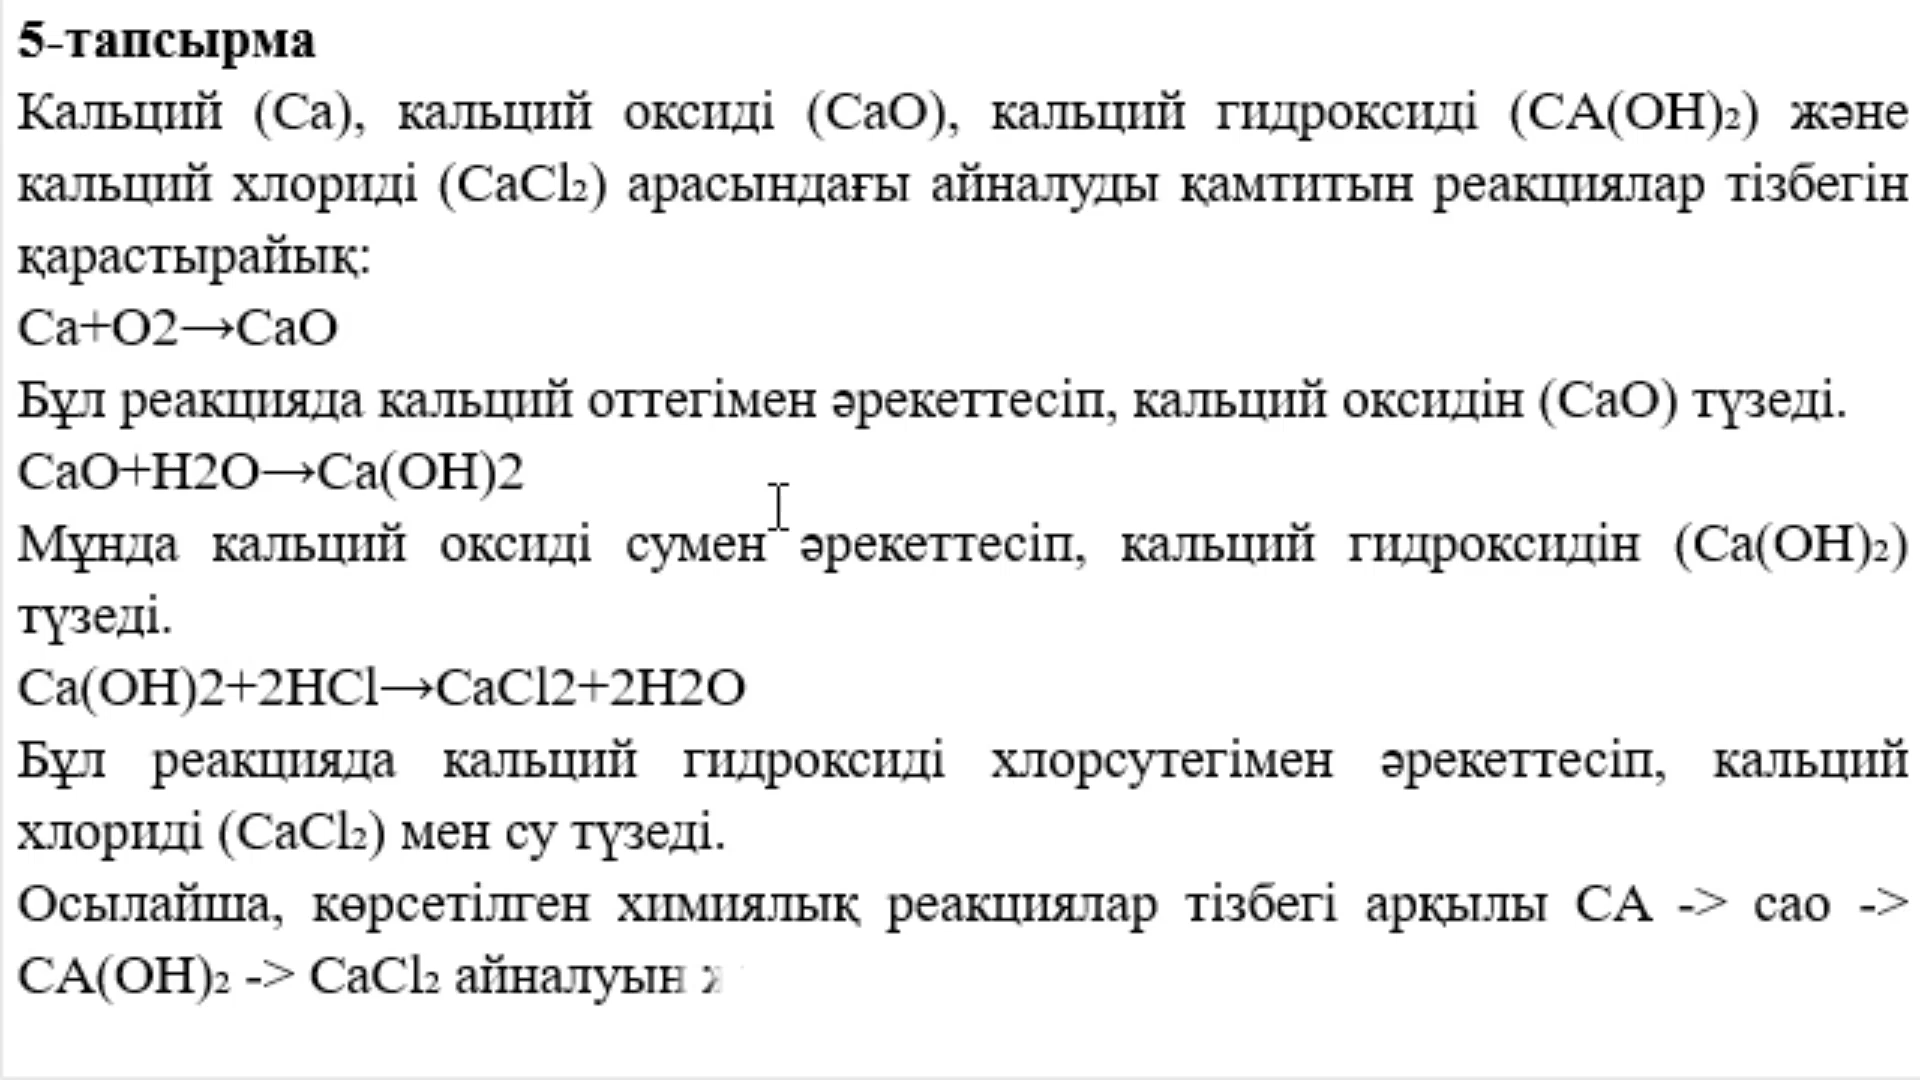 5-тапсырма
Кальций (Ca), кальций оксиді (CaO), кальций гидроксиді (CA(OH)₂) және
кальций хлориді (CaCl₂) арасындағы айналуды қамтитын реакциялар тізбегін
қарастырайық:
Ca+O2→CaO
Бұл реакцияда кальций оттегімен әрекеттесіп, кальций оксидін (CaO) түзеді.
CaO+H2O→Ca(OH)2
Мұнда кальций оксиді сумен әрекеттесіп, кальций гидроксидін (Ca(OH)₂)
түзеді.
Ca(OH)2+2HCl→CaCl2+2H2O
Бұл реакцияда кальций гидроксиді хлорсутегімен әрекеттесіп, кальций
хлориді (CaCl₂) мен су түзеді.
Осылайша, көрсетілген химиялық реакциялар тізбегі арқылы CA -> cao ->
CA(OH)₂ -> CaCl₂ айналуын